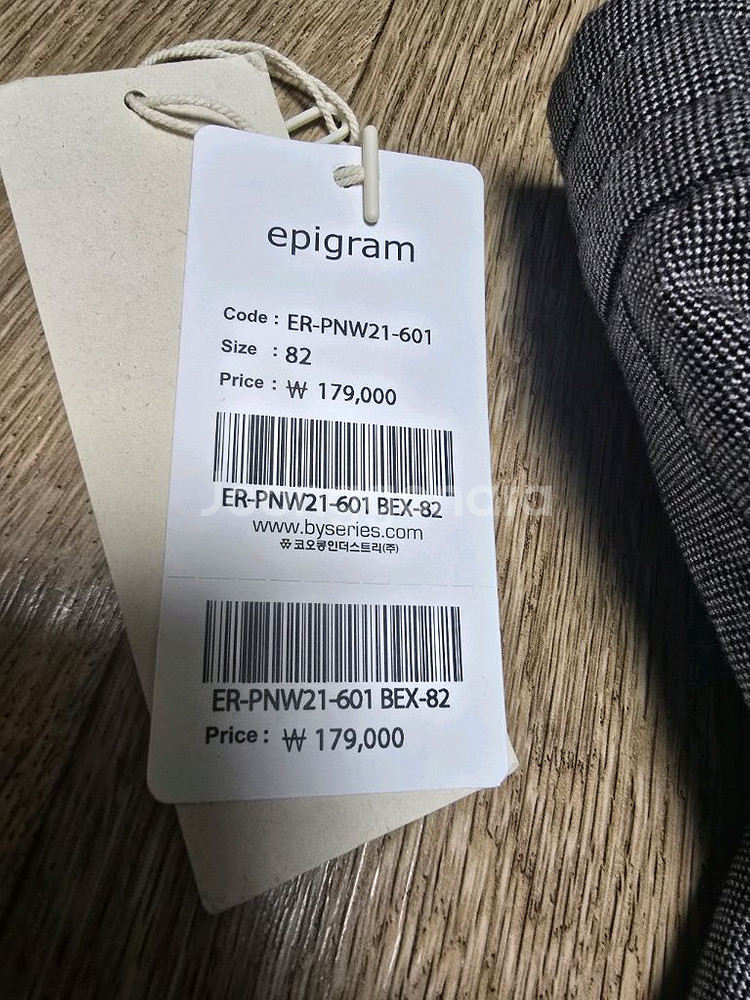 epigram
Code : ER-PNW21-601
Size : 82
Price : ₩ 179,000
ER-PNW21-601 BEX-82
www.byseries.com
코오롱인더스트리(주)
ER-PNW21-601 BEX-82
Price : ₩ 179,000